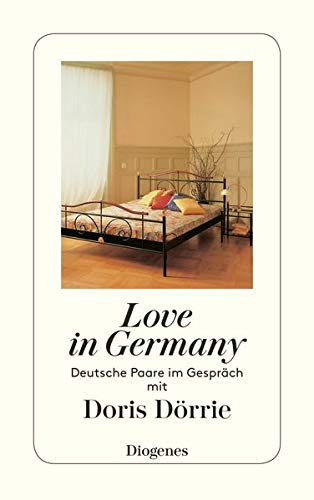 Love
in Germany
Deutsche Paare im Gespräch
mit
Doris Dörrie
Diogenes